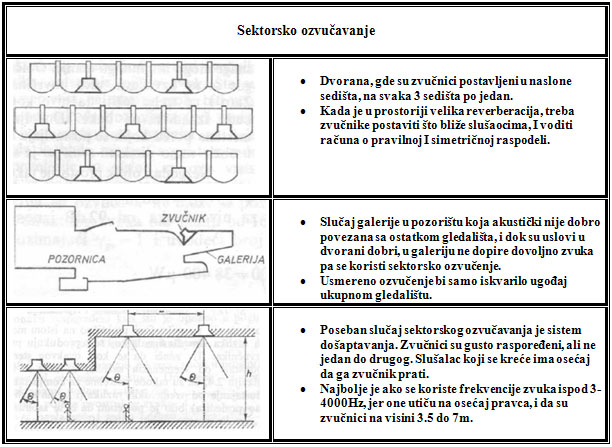 Sektorsko ozvučavanje
Dvorana, gde su zvučnici postavljeni u naslone
sedišta, na svaka 3 sedišta po jedan.
Kada je u prostoriji velika reverberacija, treba
zvučnike postaviti što bliže slušaocima, I voditi
računa o pravilnoj I simetričnoj raspodeli.
ZVUČNIK
POZORNICA
GALERIJA
Slučaj galerije u pozorištu koja akustički nije dobro
povezana sa ostatkom gledališta, i dok su uslovi u
dvorani dobri, u galeriju ne dopire dovoljno zvuka
pa se koristi sektorsko ozvučenje.
Usmereno ozvučenje bi samo iskvarilo ugođaj
ukupnom gledalištu.
θ θ
θ θ
h
Poseban slučaj sektorskog ozvučavanja je sistem
došaptavanja. Zvučnici su gusto raspoređeni, ali ne
jedan do drugog. Slušalac koji se kreće ima osećaj
da ga zvučnik prati.
Najbolje je ako se koriste frekvencije zvuka ispod 3-
4000Hz, jer one utiču na osećaj pravca, i da su
zvučnici na visini 3.5 do 7m.